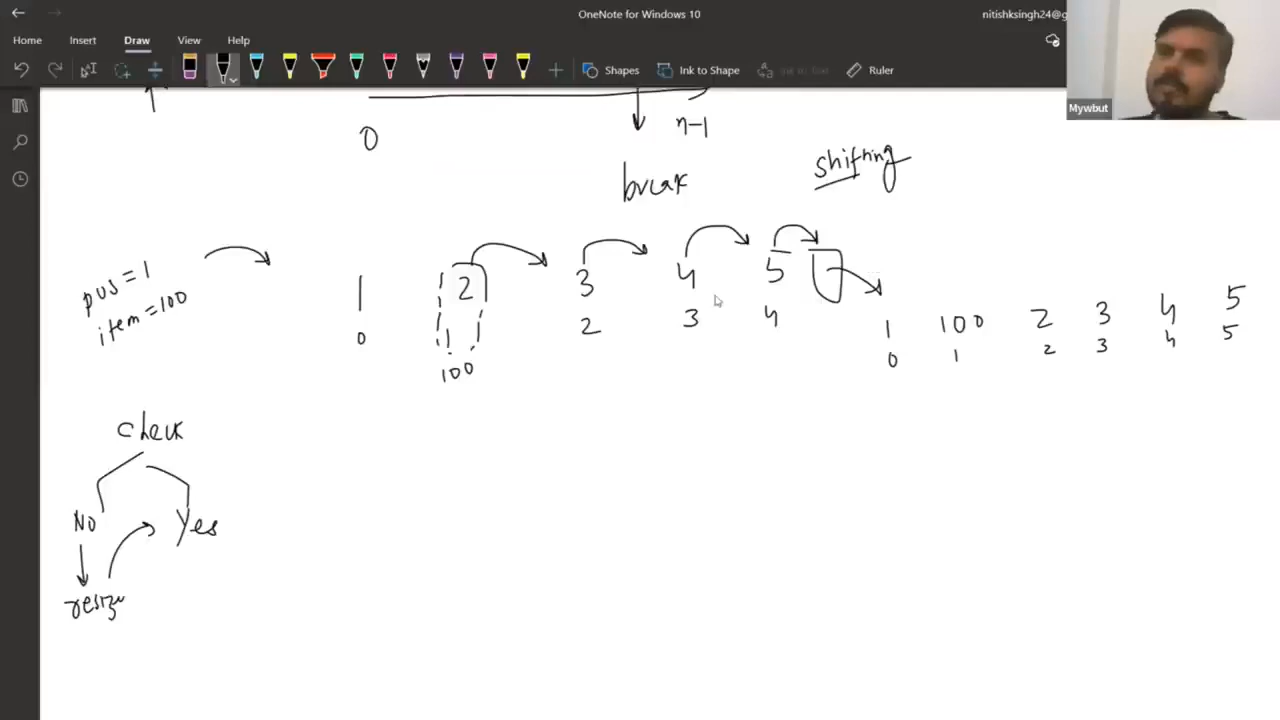 OneNote for Windows 10
nitishksingh24@g
Home Insert Draw View Help
Shapes Ink to Shape Ruler
Mywbut
0 n-1
break shifting
pos=1
item=100
1 2 3 4 5
0 1 2 3 4
100
1 100 2 3 4 5
0 1 2 3 4 5
check
No Yes
resize